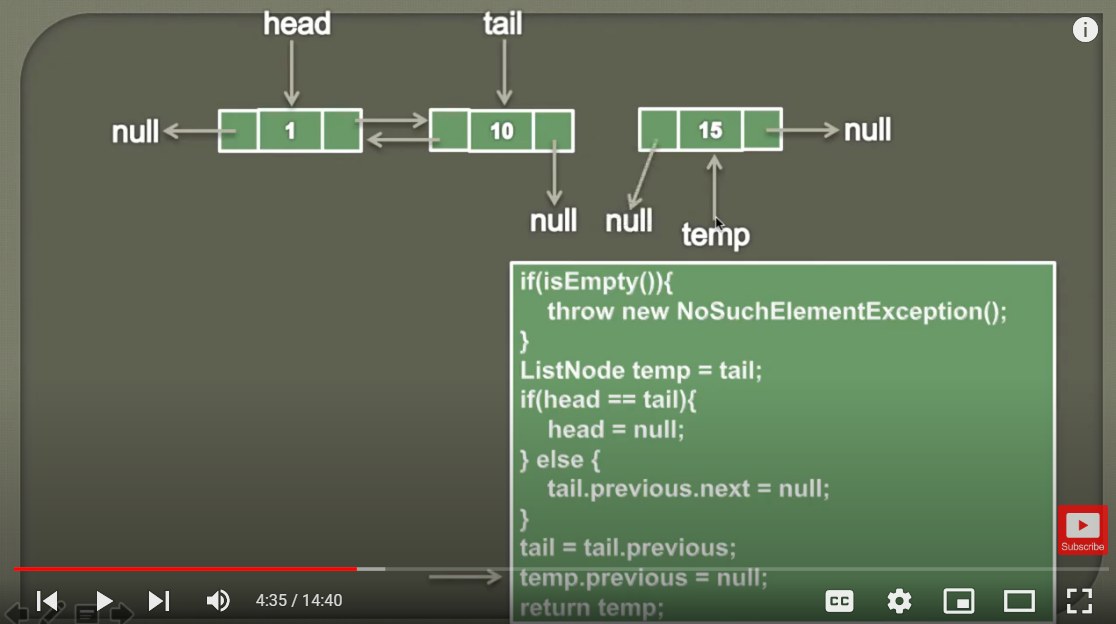 head tail
null 1 10 15 null
null null temp
if(isEmpty()){
throw new NoSuchElementException();
}
ListNode temp = tail;
if(head == tail){
head = null;
} else {
tail.previous.next = null;
}
tail = tail.previous;
temp.previous = null;
return temp;
Subscribe
4:35 / 14:40
CC
i